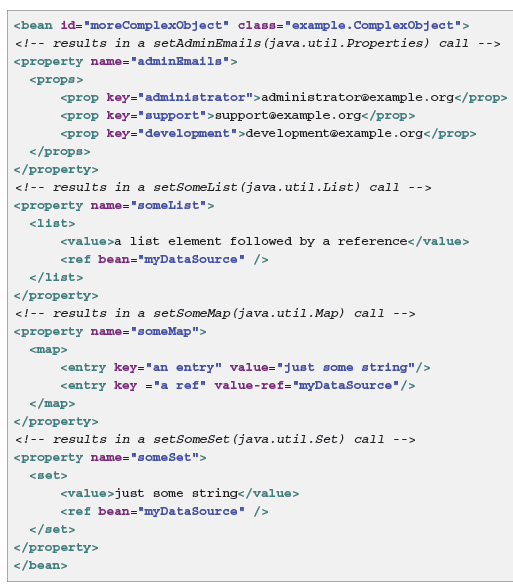 <bean id="moreComplexObject" class="example.ComplexObject">
<!-- results in a setAdminEmails(java.util.Properties) call -->
<property name="adminEmails">
  <props>
      <prop key="administrator">administrator@example.org</prop>
      <prop key="support">support@example.org</prop>
      <prop key="development">development@example.org</prop>
  </props>
</property>
<!-- results in a setSomeList(java.util.List) call -->
<property name="someList">
  <list>
      <value>a list element followed by a reference</value>
      <ref bean="myDataSource" />
  </list>
</property>
<!-- results in a setSomeMap(java.util.Map) call -->
<property name="someMap">
  <map>
      <entry key="an entry" value="just some string"/>
      <entry key ="a ref" value-ref="myDataSource"/>
  </map>
</property>
<!-- results in a setSomeSet(java.util.Set) call -->
<property name="someSet">
  <set>
      <value>just some string</value>
      <ref bean="myDataSource" />
  </set>
</property>
</bean>